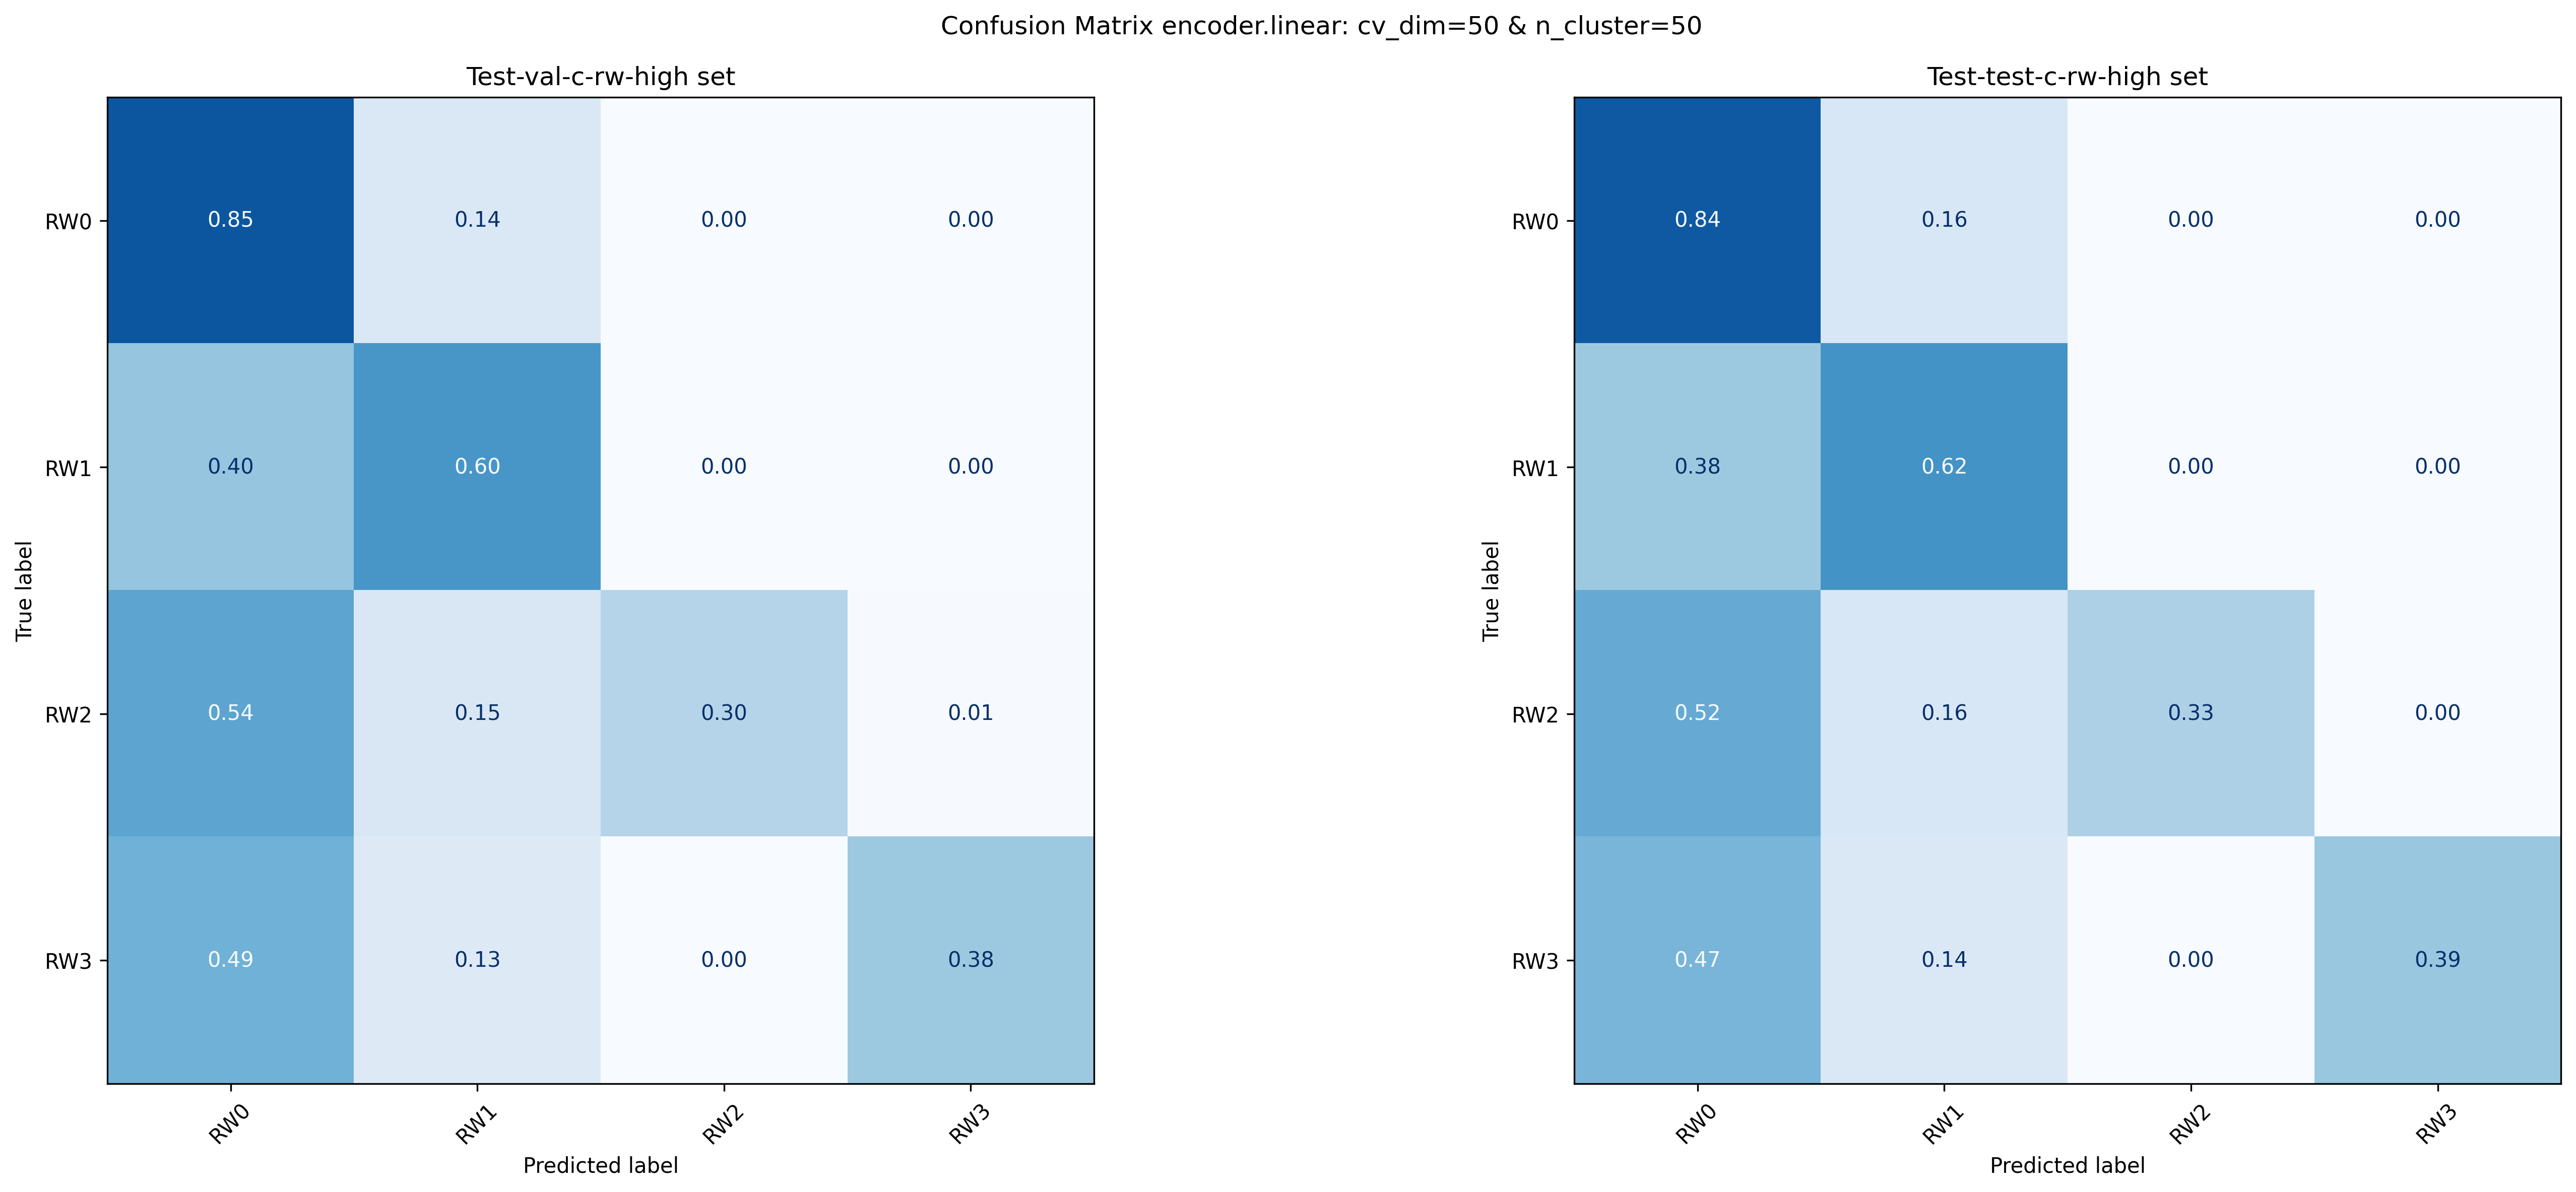 Confusion Matrix encoder.linear: cv_dim=50 & n_cluster=50
Test-val-c-rw-high set
RW0 0.85 0.14 0.00 0.00
RW1 0.40 0.60 0.00 0.00
RW2 0.54 0.15 0.30 0.01
RW3 0.49 0.13 0.00 0.38
True label
RW0 RW1 RW2 RW3
Predicted label
Test-test-c-rw-high set
RW0 0.84 0.16 0.00 0.00
RW1 0.38 0.62 0.00 0.00
RW2 0.52 0.16 0.33 0.00
RW3 0.47 0.14 0.00 0.39
True label
RW0 RW1 RW2 RW3
Predicted label